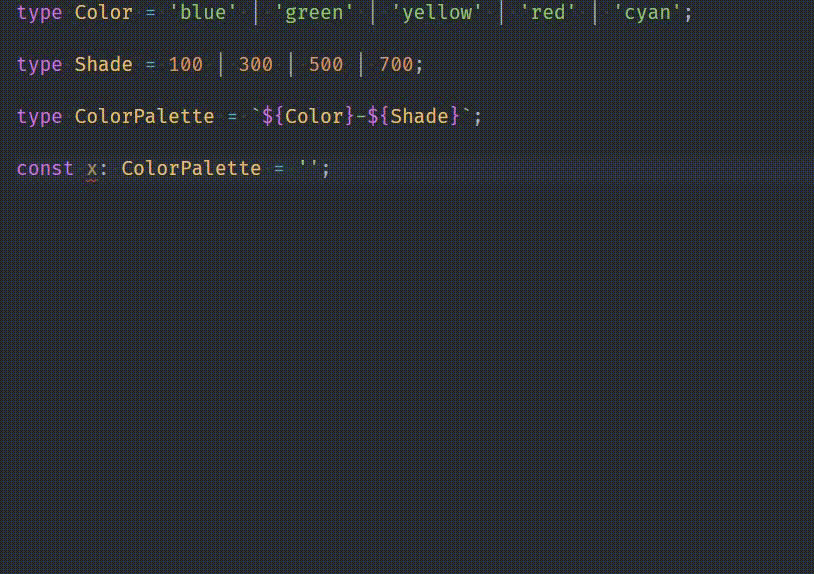 type Color = 'blue' | 'green' | 'yellow' | 'red' | 'cyan';
type Shade = 100 | 300 | 500 | 700;
type ColorPalette = `${Color}-${Shade}`;
const x: ColorPalette = '';